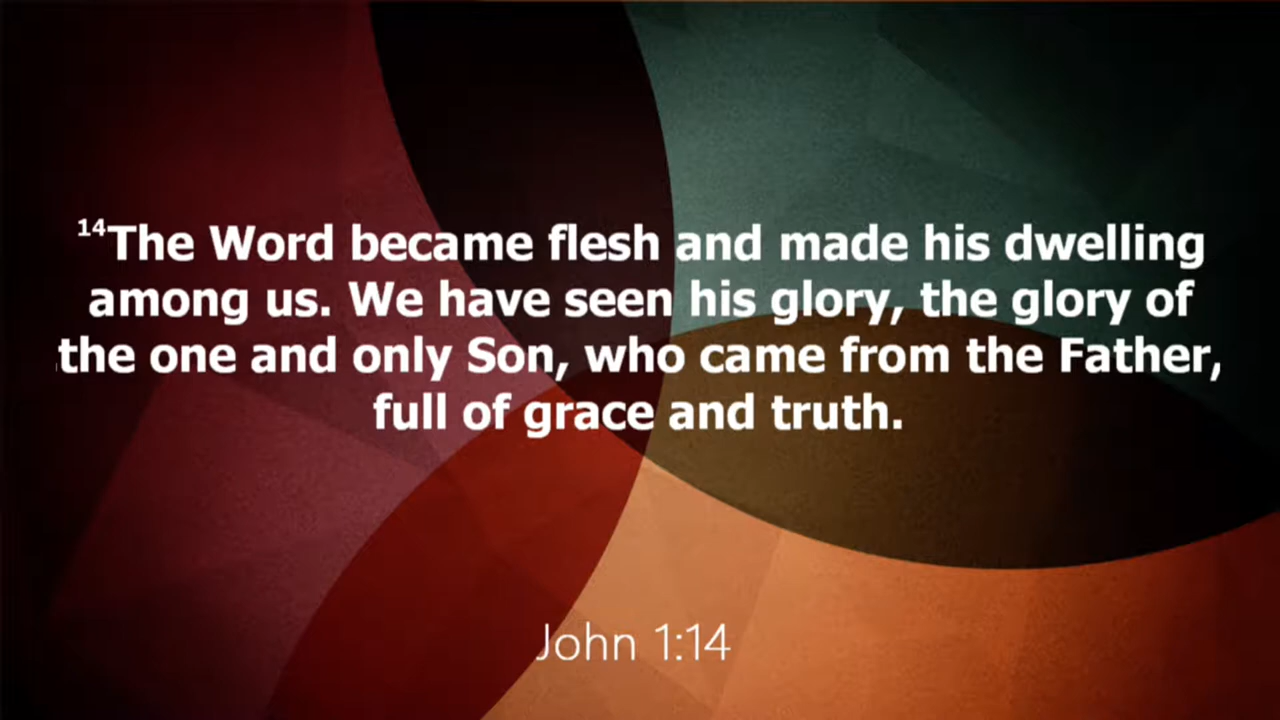 14The Word became flesh and made his dwelling
among us. We have seen his glory, the glory of
the one and only Son, who came from the Father,
full of grace and truth.
John 1:14